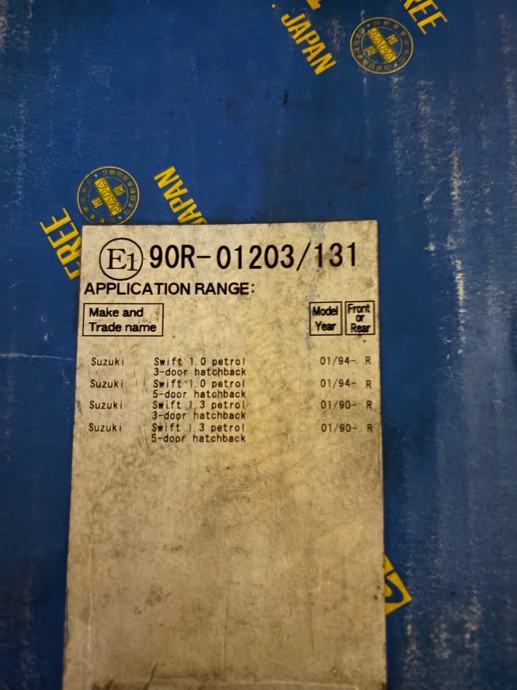 FREE
JAPAN
JAPAN
FREE
E1 90R-01203/131
APPLICATION RANGE:
Make and
Trade name
Model
Year
Front
or
Rear
Suzuki Swift 1.0 petrol 01/94- R
3-door hatchback
Suzuki Swift 1.0 petrol 01/94- R
5-door hatchback
Suzuki Swift 1.3 petrol 01/90- R
3-door hatchback
Suzuki Swift 1.3 petrol 01/90- R
5-door hatchback